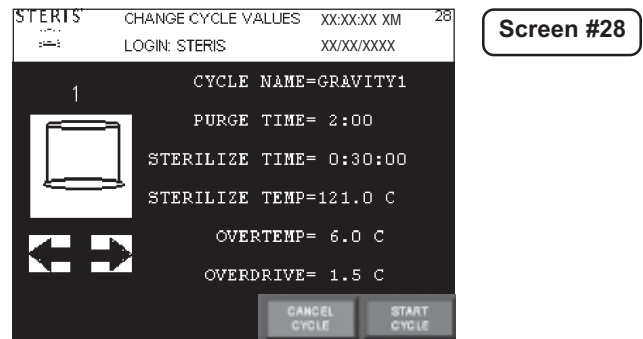 STERIS CHANGE CYCLE VALUES XX:XX:XX XM 28
LOGIN: STERIS XX/XX/XXXX
Screen #28
1
CYCLE NAME=GRAVITY1
PURGE TIME= 2:00
STERILIZE TIME= 0:30:00
STERILIZE TEMP=121.0 C
OVERTEMP= 6.0 C
OVERDRIVE= 1.5 C
CANCEL CYCLE
START CYCLE